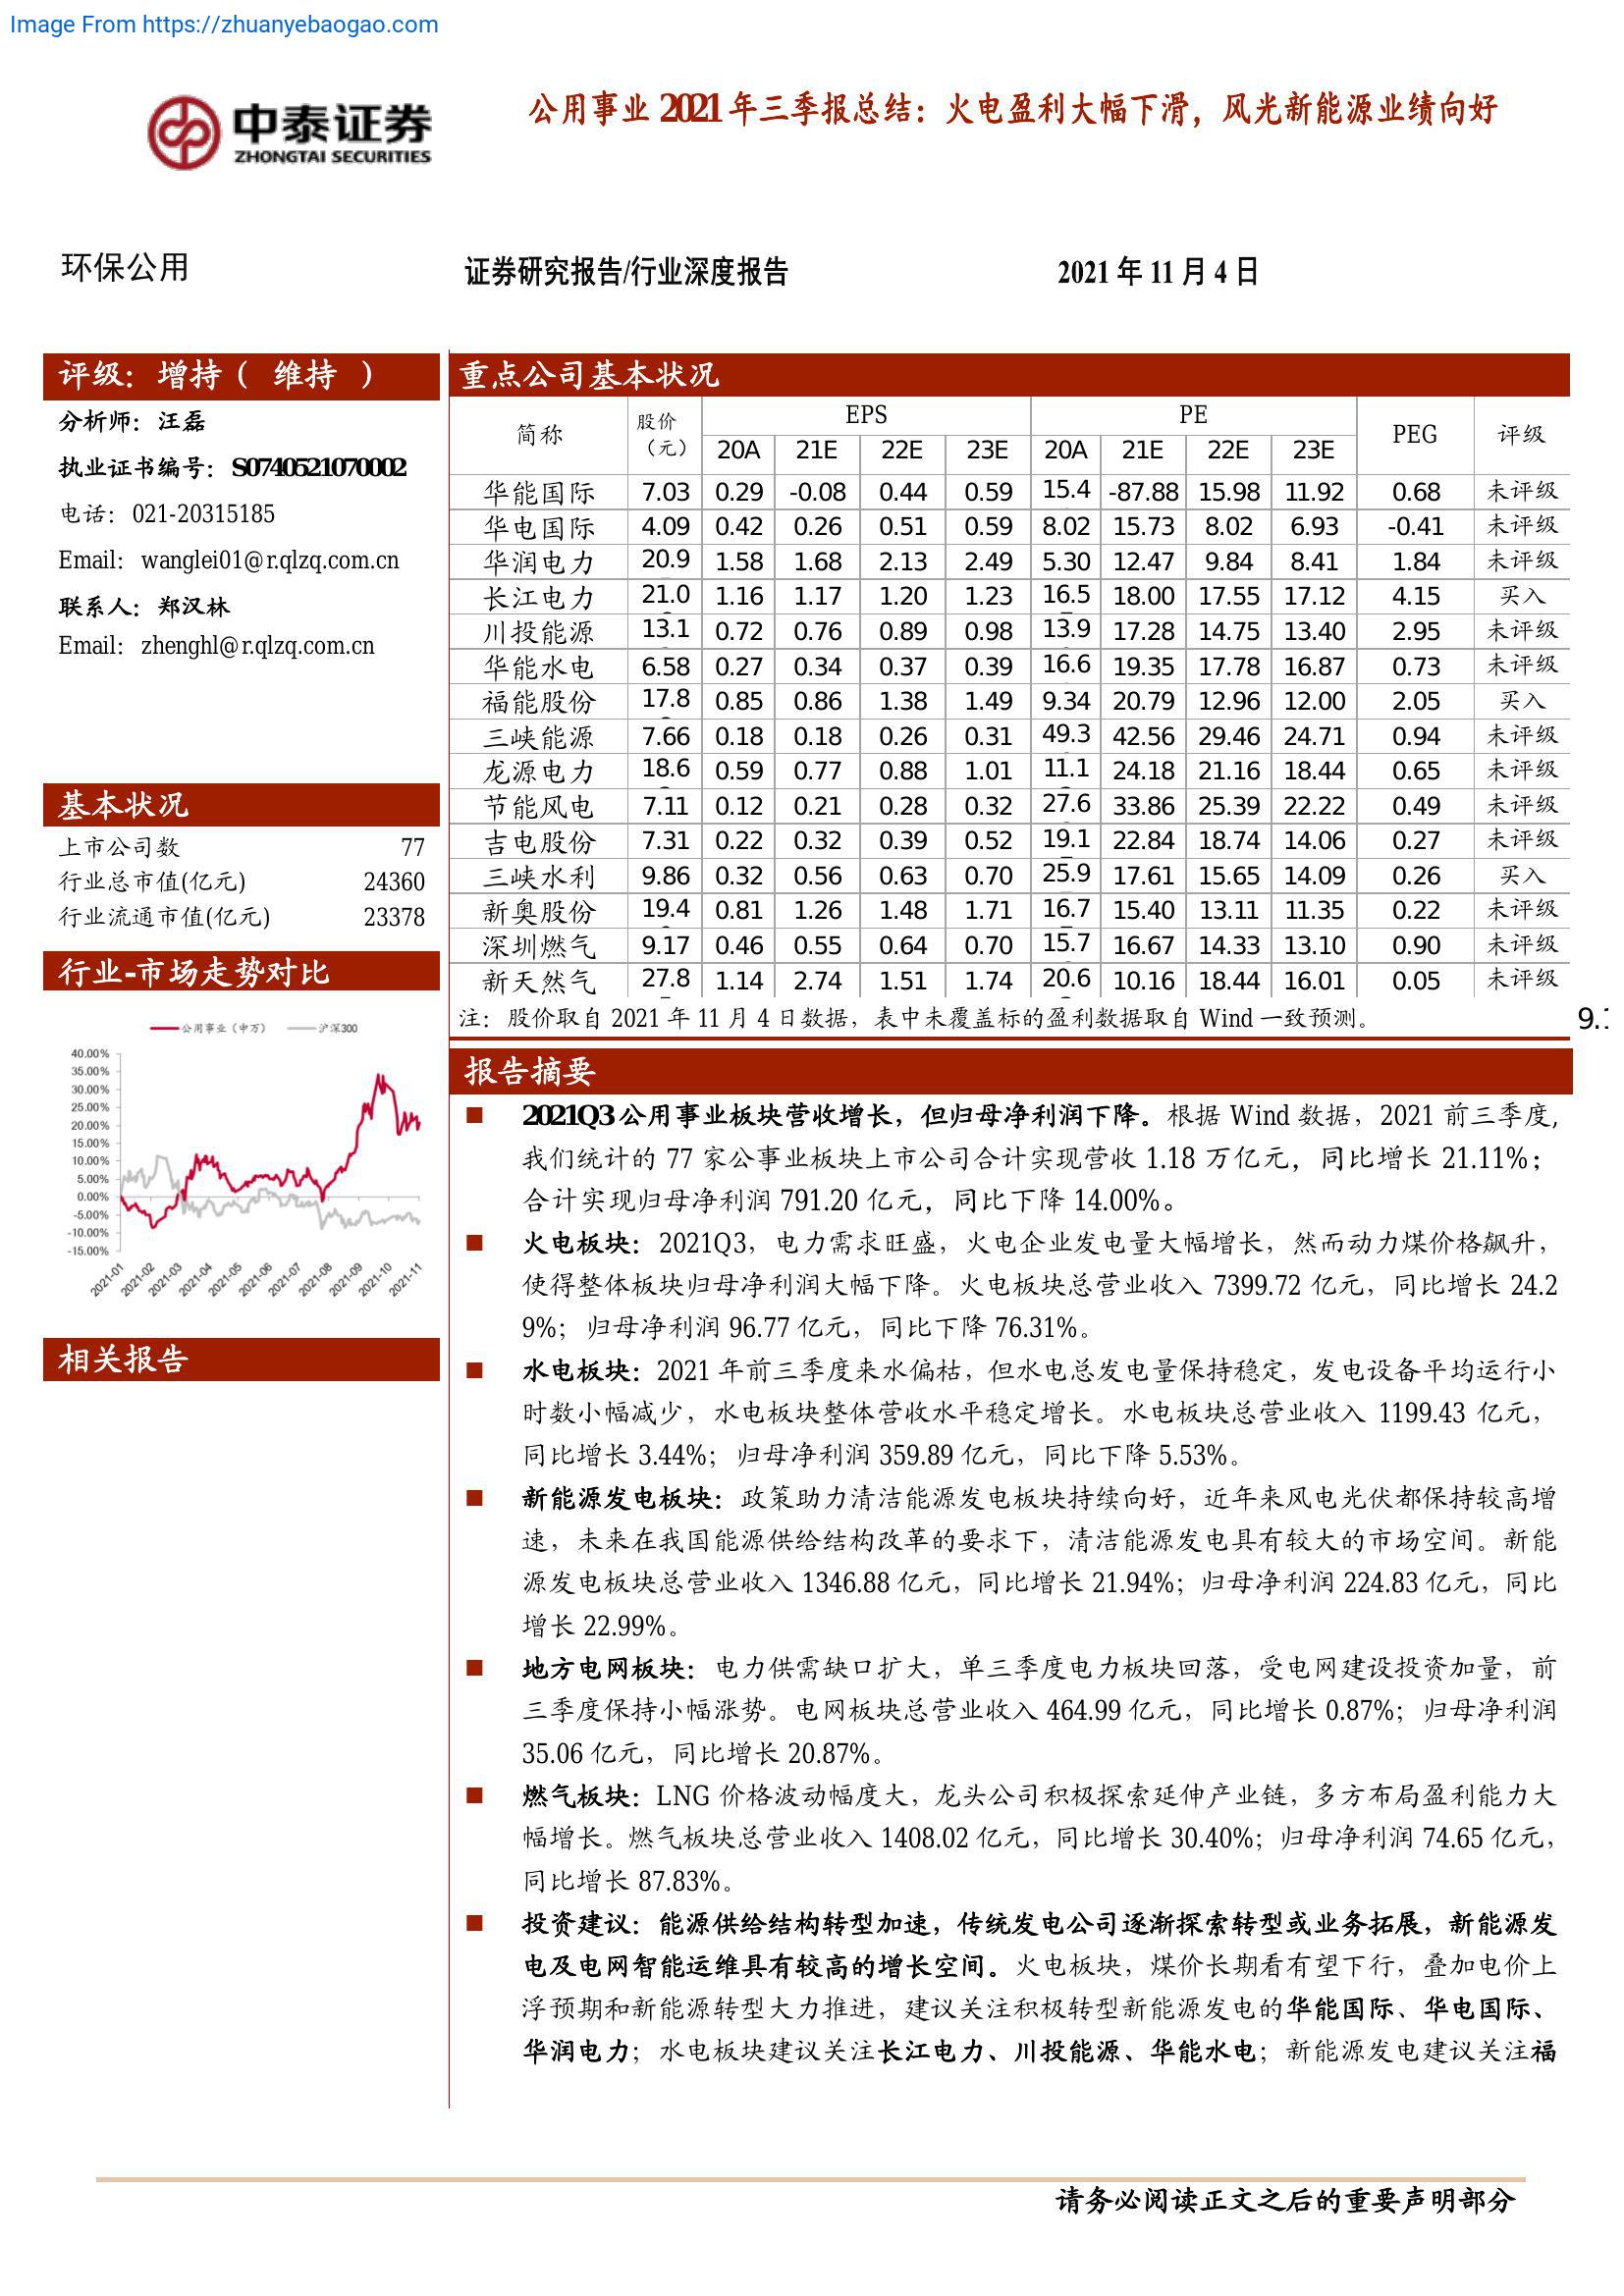 Image From https://zhuanyebaogao.com
中泰证券
ZHONGTAI SECURITIES
公用事业 2021 年三季报总结：火电盈利大幅下滑，风光新能源业绩向好
环保公用
证券研究报告/行业深度报告
2021 年 11 月 4 日
评级：增持（ 维持 ）
分析师：汪磊
执业证书编号：S0740521070002
电话：021-20315185
Email：wanglei01@r.qlzq.com.cn
联系人：郑汉林
Email：zhenghl@r.qlzq.com.cn
基本状况
上市公司数 77
行业总市值(亿元) 24360
行业流通市值(亿元) 23378
行业-市场走势对比
公用事业（申万） 沪深300
40.00%
35.00%
30.00%
25.00%
20.00%
15.00%
10.00%
5.00%
0.00%
-5.00%
-10.00%
-15.00%
2021-01 2021-02 2021-03 2021-04 2021-05 2021-06 2021-07 2021-08 2021-09 2021-10 2021-11
相关报告
重点公司基本状况
简称 股价（元） EPS PE PEG 评级
20A 21E 22E 23E 20A 21E 22E 23E
华能国际 7.03 0.29 -0.08 0.44 0.59 15.4 -87.88 15.98 11.92 0.68 未评级
华电国际 4.09 0.42 0.26 0.51 0.59 8.02 15.73 8.02 6.93 -0.41 未评级
华润电力 20.9 1.58 1.68 2.13 2.49 5.30 12.47 9.84 8.41 1.84 未评级
长江电力 21.0 1.16 1.17 1.20 1.23 16.5 18.00 17.55 17.12 4.15 买入
川投能源 13.1 0.72 0.76 0.89 0.98 13.9 17.28 14.75 13.40 2.95 未评级
华能水电 6.58 0.27 0.34 0.37 0.39 16.6 19.35 17.78 16.87 0.73 未评级
福能股份 17.8 0.85 0.86 1.38 1.49 9.34 20.79 12.96 12.00 2.05 买入
三峡能源 7.66 0.18 0.18 0.26 0.31 49.3 42.56 29.46 24.71 0.94 未评级
龙源电力 18.6 0.59 0.77 0.88 1.01 11.1 24.18 21.16 18.44 0.65 未评级
节能风电 7.11 0.12 0.21 0.28 0.32 27.6 33.86 25.39 22.22 0.49 未评级
吉电股份 7.31 0.22 0.32 0.39 0.52 19.1 22.84 18.74 14.06 0.27 未评级
三峡水利 9.86 0.32 0.56 0.63 0.70 25.9 17.61 15.65 14.09 0.26 买入
新奥股份 19.4 0.81 1.26 1.48 1.71 16.7 15.40 13.11 11.35 0.22 未评级
深圳燃气 9.17 0.46 0.55 0.64 0.70 15.7 16.67 14.33 13.10 0.90 未评级
新天然气 27.8 1.14 2.74 1.51 1.74 20.6 10.16 18.44 16.01 0.05 未评级
注：股价取自 2021 年 11 月 4 日数据，表中未覆盖标的盈利数据取自 Wind 一致预测。
报告摘要
■ 2021Q3 公用事业板块营收增长，但归母净利润下降。根据 Wind 数据，2021 前三季度，
我们统计的 77 家公事业板块上市公司合计实现营收 1.18 万亿元，同比增长 21.11%；
合计实现归母净利润 791.20 亿元，同比下降 14.00%。
■ 火电板块：2021Q3，电力需求旺盛，火电企业发电量大幅增长，然而动力煤价格飙升，
使得整体板块归母净利润大幅下降。火电板块总营业收入 7399.72 亿元，同比增长 24.2
9%；归母净利润 96.77 亿元，同比下降 76.31%。
■ 水电板块：2021 年前三季度来水偏枯，但水电总发电量保持稳定，发电设备平均运行小
时数小幅减少，水电板块整体营收水平稳定增长。水电板块总营业收入 1199.43 亿元，
同比增长 3.44%；归母净利润 359.89 亿元，同比下降 5.53%。
■ 新能源发电板块：政策助力清洁能源发电板块持续向好，近年来风电光伏都保持较高增
速，未来在我国能源供给结构改革的要求下，清洁能源发电具有较大的市场空间。新能
源发电板块总营业收入 1346.88 亿元，同比增长 21.94%；归母净利润 224.83 亿元，同比
增长 22.99%。
■ 地方电网板块：电力供需缺口扩大，单三季度电力板块回落，受电网建设投资加量，前
三季度保持小幅涨势。电网板块总营业收入 464.99 亿元，同比增长 0.87%；归母净利润
35.06 亿元，同比增长 20.87%。
■ 燃气板块：LNG 价格波动幅度大，龙头公司积极探索延伸产业链，多方布局盈利能力大
幅增长。燃气板块总营业收入 1408.02 亿元，同比增长 30.40%；归母净利润 74.65 亿元，
同比增长 87.83%。
■ 投资建议：能源供给结构转型加速，传统发电公司逐渐探索转型或业务拓展，新能源发
电及电网智能运维具有较高的增长空间。火电板块，煤价长期看有望下行，叠加电价上
浮预期和新能源转型大力推进，建议关注积极转型新能源发电的华能国际、华电国际、
华润电力；水电板块建议关注长江电力、川投能源、华能水电；新能源发电建议关注福
请务必阅读正文之后的重要声明部分